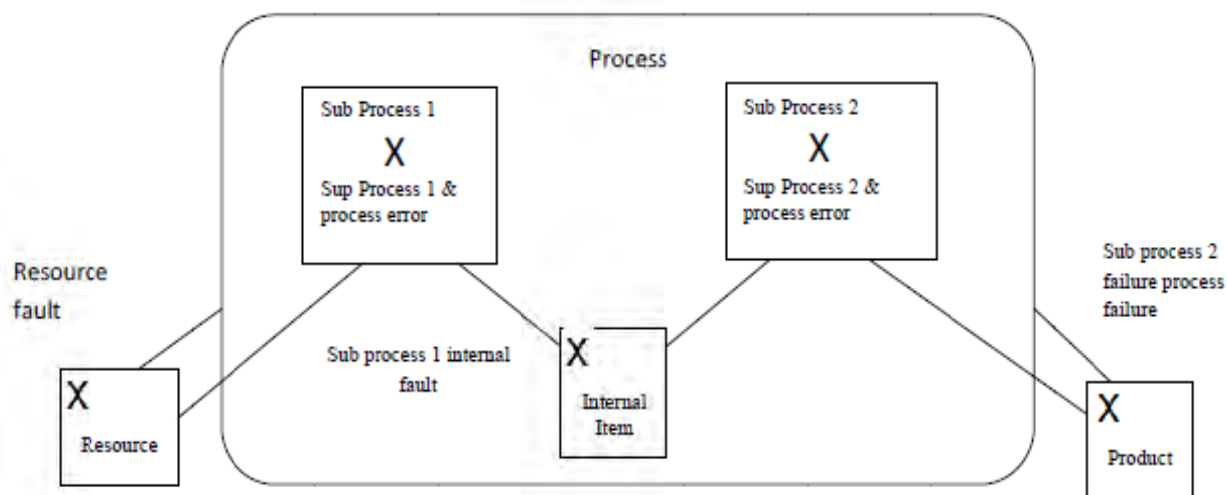 Process
Sub Process 1
X
Sup Process 1 &
process error
Sub Process 2
X
Sup Process 2 &
process error
Resource
fault
Sub process 2
failure process
failure
Sub process 1 internal
fault
X
Internal
Item
X
Resource
X
Product